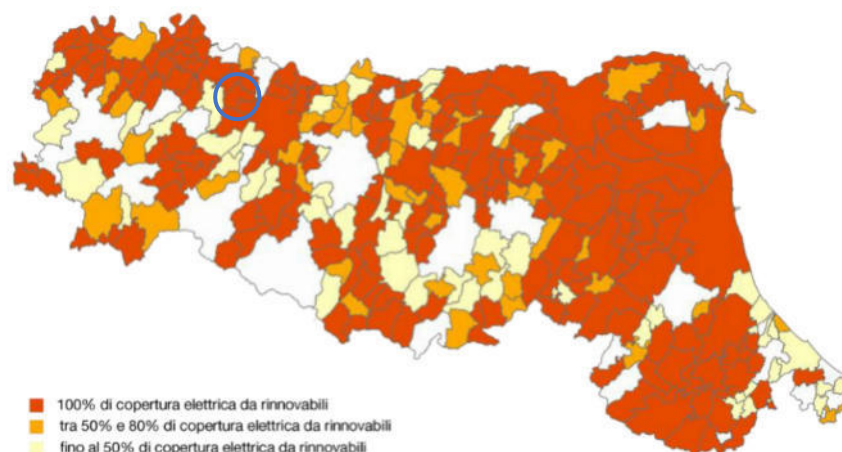 100% di copertura elettrica da rinnovabili
tra 50% e 80% di copertura elettrica da rinnovabili
fino al 50% di copertura elettrica da rinnovabili